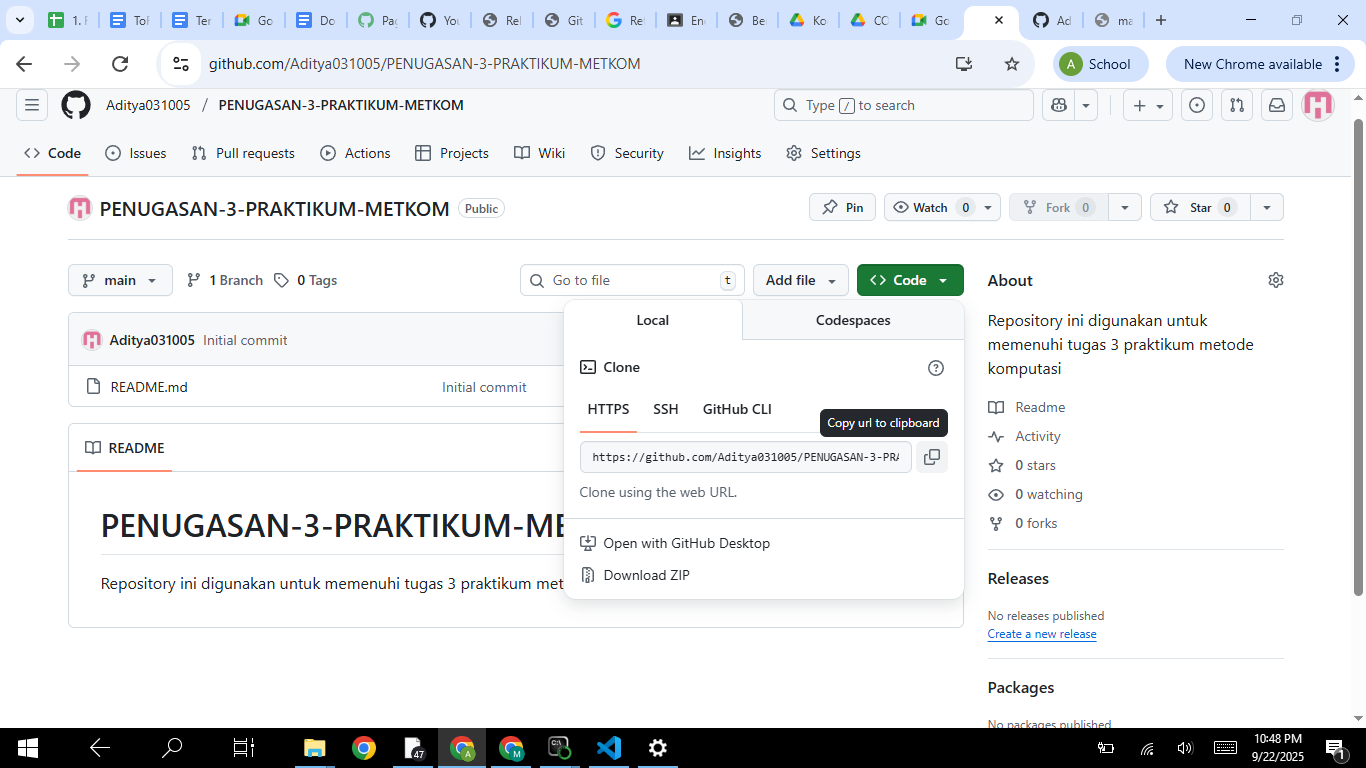 1. F
ToF
Ter
Go
Do
Pac
You
Rel
Git
Re
Enc
Be
Ko
CO
Go
Ad
ma
github.com/Aditya031005/PENUGASAN-3-PRAKTIKUM-METKOM
A School
New Chrome available
Aditya031005 / PENUGASAN-3-PRAKTIKUM-METKOM
Type / to search
Code
Issues
Pull requests
Actions
Projects
Wiki
Security
Insights
Settings
PENUGASAN-3-PRAKTIKUM-METKOM Public
Pin
Watch 0
Fork 0
Star 0
main
1 Branch
0 Tags
Go to file t
Add file
Code
Local
Codespaces
Aditya031005 Initial commit
README.md Initial commit
Clone
HTTPS SSH GitHub CLI
Copy url to clipboard
https://github.com/Aditya031005/PENUGASAN-3-PRA
Clone using the web URL.
Open with GitHub Desktop
Download ZIP
README
PENUGASAN-3-PRAKTIKUM-ME
Repository ini digunakan untuk memenuhi tugas 3 praktikum met
About
Repository ini digunakan untuk
memenuhi tugas 3 praktikum metode
komputasi
Readme
Activity
0 stars
0 watching
0 forks
Releases
No releases published
Create a new release
Packages
No packages published
47
A
M
C:\
10:48 PM
9/22/2025
1